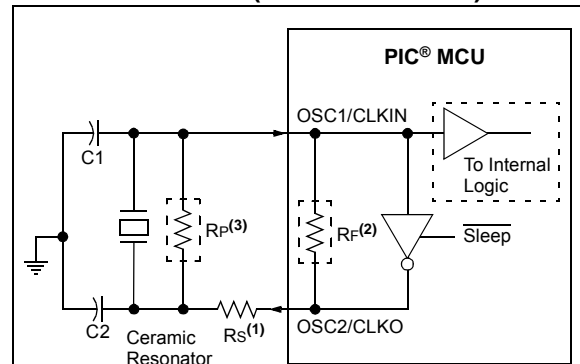 PIC® MCU
OSC1/CLKIN
C1
To Internal
Logic
RP(3)
RF(2)
Sleep
C2
Ceramic
Resonator
RS(1)
OSC2/CLKO